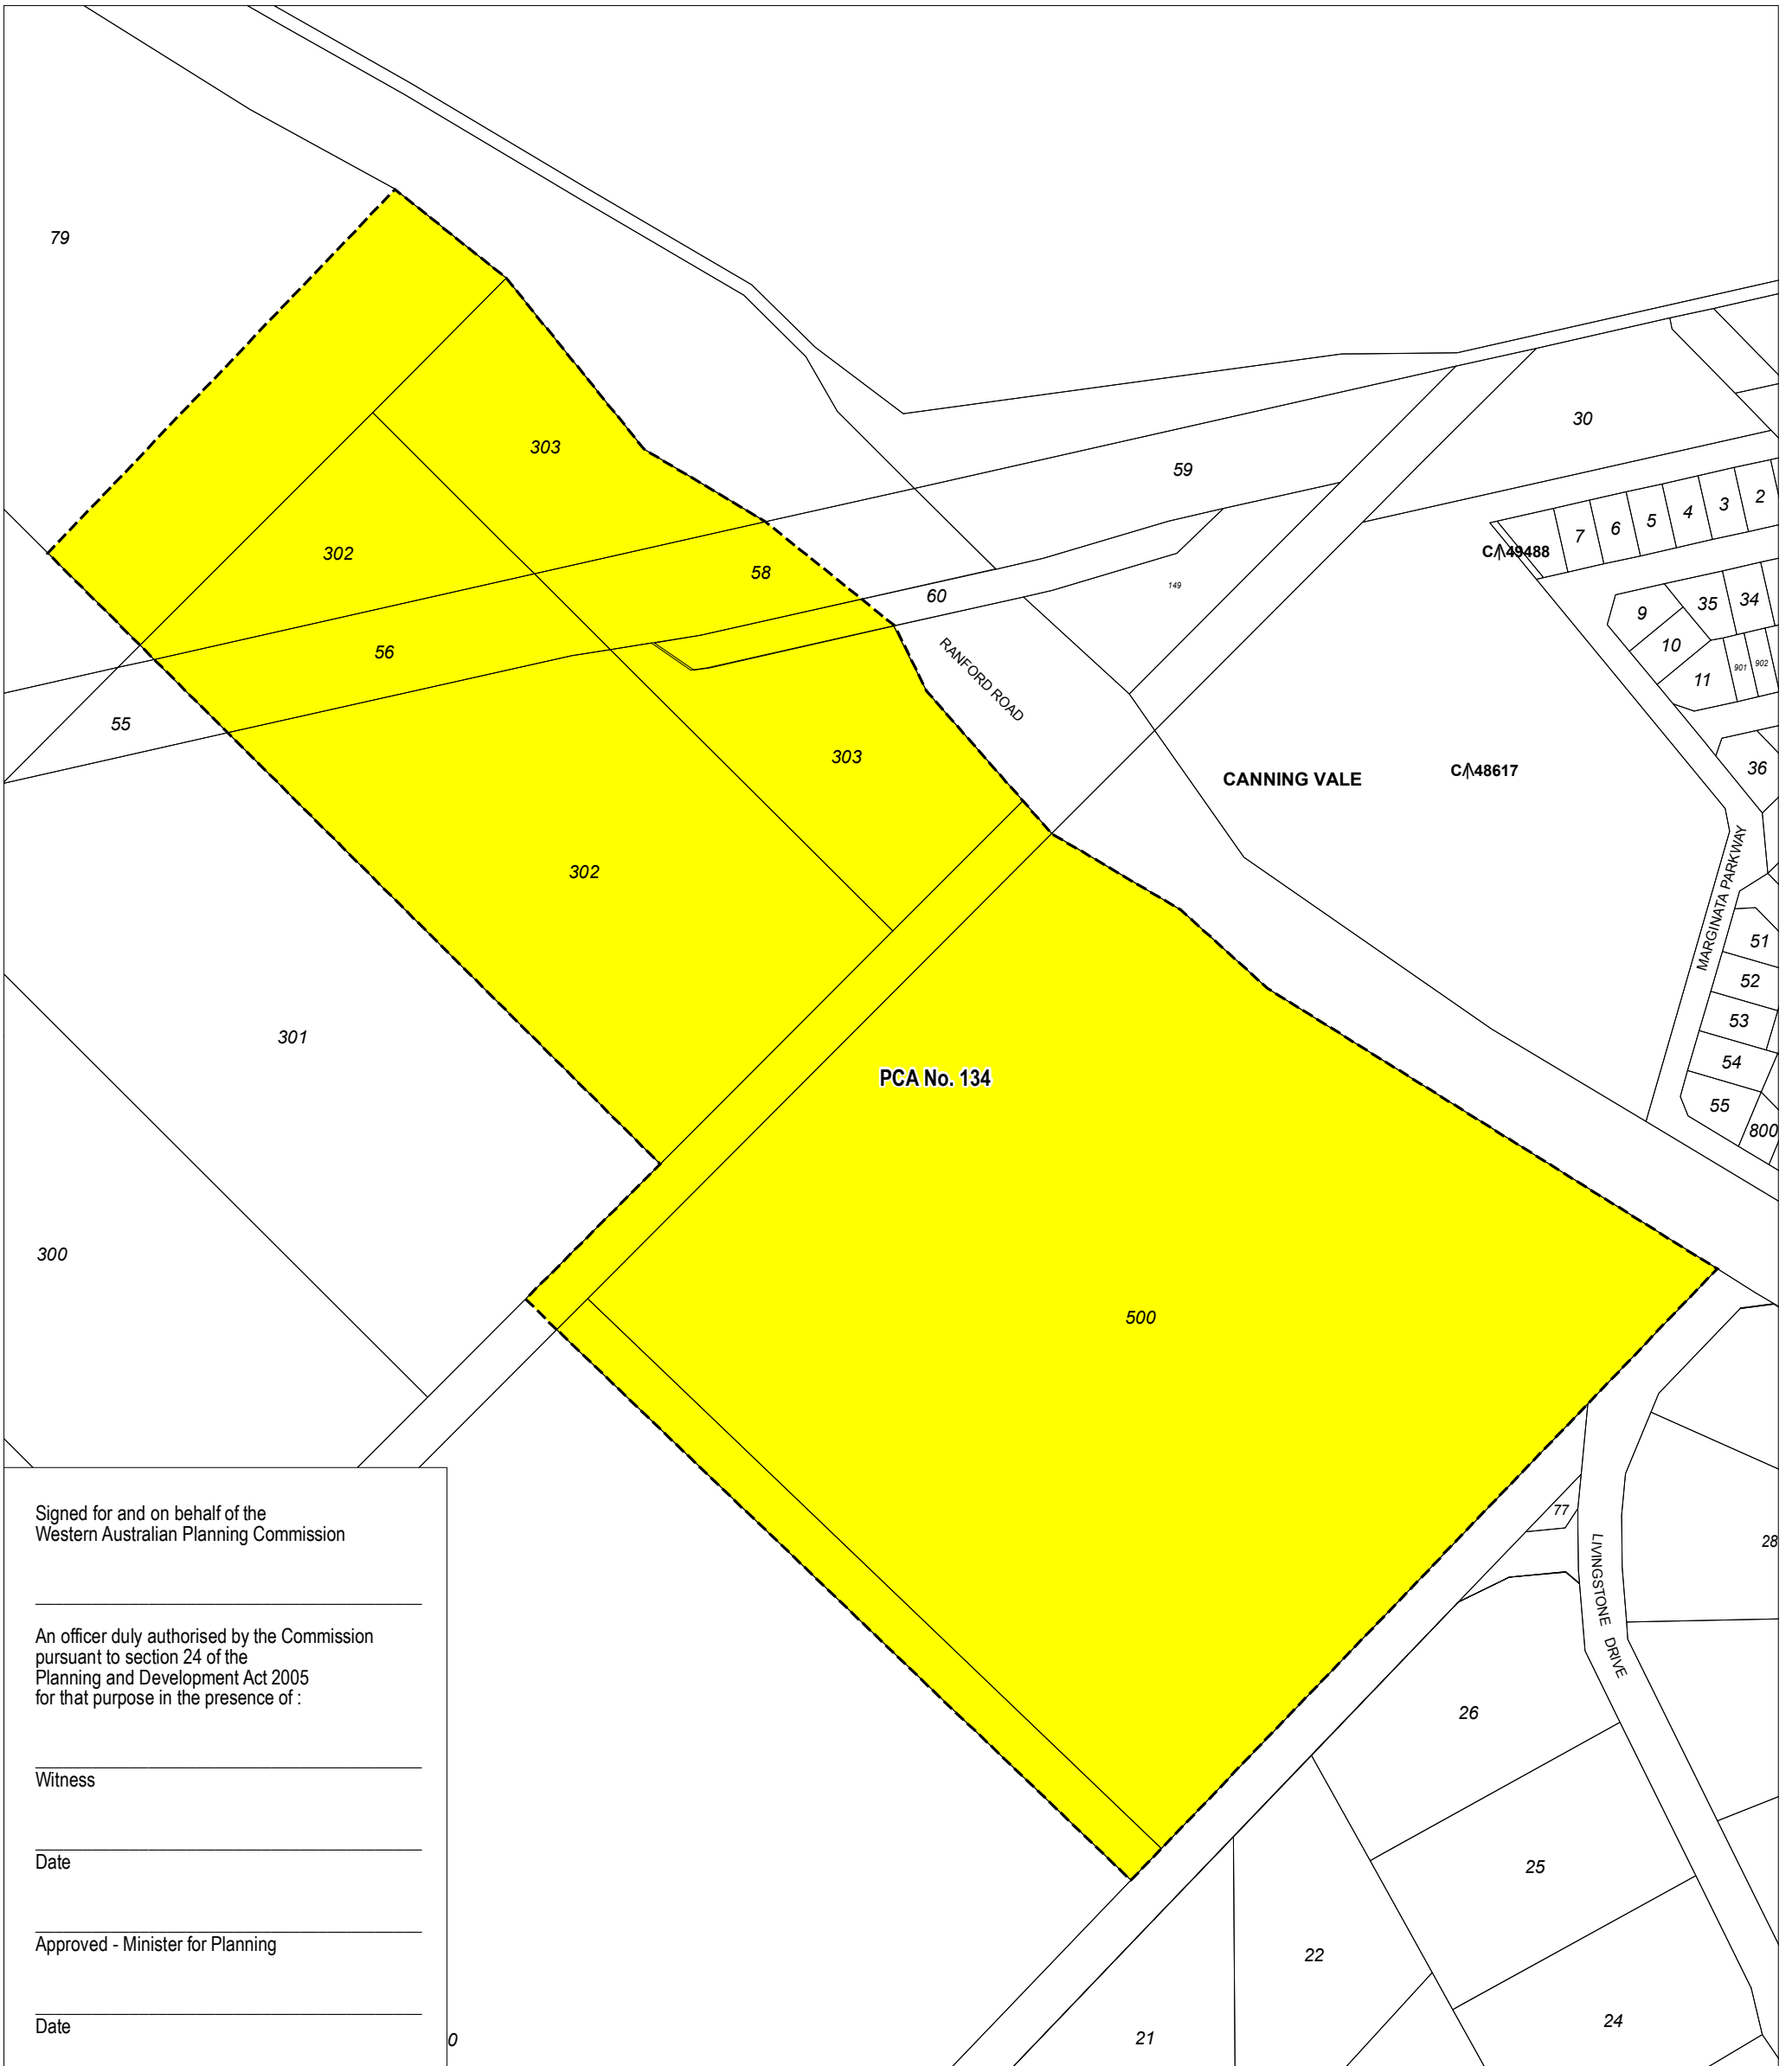 79
303
30
59
2
3
4
5
6
7
302
C/\49488
58
149
60
56
34
35
9
10
901
902
11
RANFORD ROAD
55
303
36
CANNING VALE
C/\48617
302
MARGINATA PARKWAY
51
52
53
54
55
800
301
PCA No. 134
300
500
77
28
LIVINGSTONE DRIVE
26
25
22
24
21
0
Signed for and on behalf of the
Western Australian Planning Commission
An officer duly authorised by the Commission
pursuant to section 24 of the
Planning and Development Act 2005
for that purpose in the presence of :
Witness
Date
Approved - Minister for Planning
Date